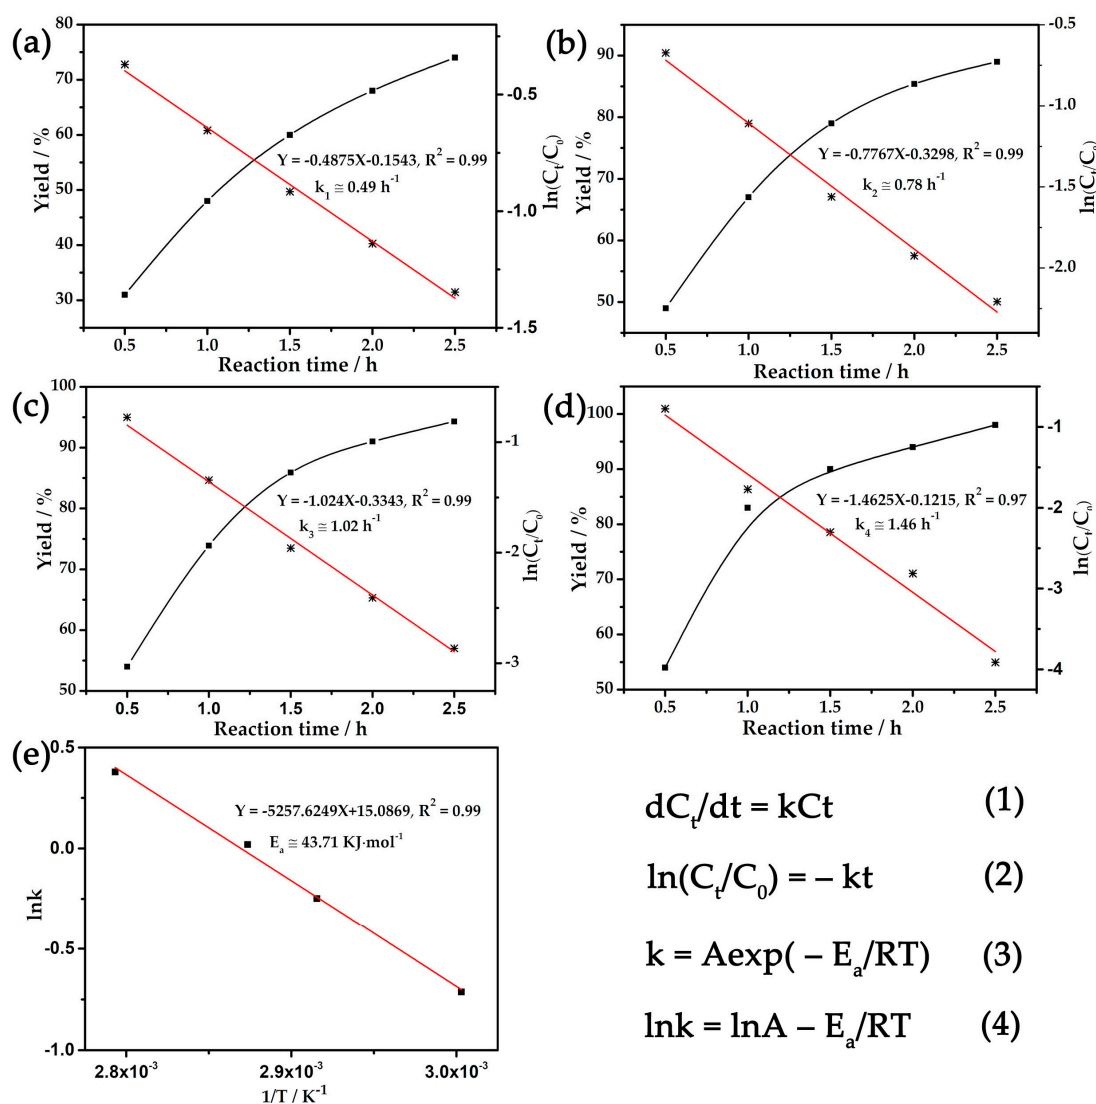 (a)
80
70
60
50
40
30
Yield / %
-0.5
-1.0
-1.5
ln(Ct/C0)
Y = -0.4875X-0.1543, R² = 0.99
k₁ ≅ 0.49 h⁻¹
0.5 1.0 1.5 2.0 2.5
Reaction time / h
(b)
90
80
70
60
50
Yield / %
-0.5
-1.0
-1.5
-2.0
ln(Ct/C0)
Y = -0.7767X-0.3298, R² = 0.99
k₂ ≅ 0.78 h⁻¹
0.5 1.0 1.5 2.0 2.5
Reaction time / h
(c)
100
90
80
70
60
50
Yield / %
-1
-2
-3
ln(Ct/C0)
Y = -1.024X-0.3343, R² = 0.99
k₃ ≅ 1.02 h⁻¹
0.5 1.0 1.5 2.0 2.5
Reaction time / h
(d)
100
90
80
70
60
50
Yield / %
-1
-2
-3
-4
ln(Ct/C0)
Y = -1.4625X-0.1215, R² = 0.97
k₄ ≅ 1.46 h⁻¹
0.5 1.0 1.5 2.0 2.5
Reaction time / h
(e)
0.5
0.0
-0.5
-1.0
lnk
Y = -5257.6249X+15.0869, R² = 0.99
Eₐ ≅ 43.71 KJ·mol⁻¹
2.8x10⁻³ 2.9x10⁻³ 3.0x10⁻³
1/T / K⁻¹
dCt/dt = kCt (1)
ln(Ct/C0) = – kt (2)
k = Aexp( – Eₐ/RT) (3)
lnk = lnA – Eₐ/RT (4)